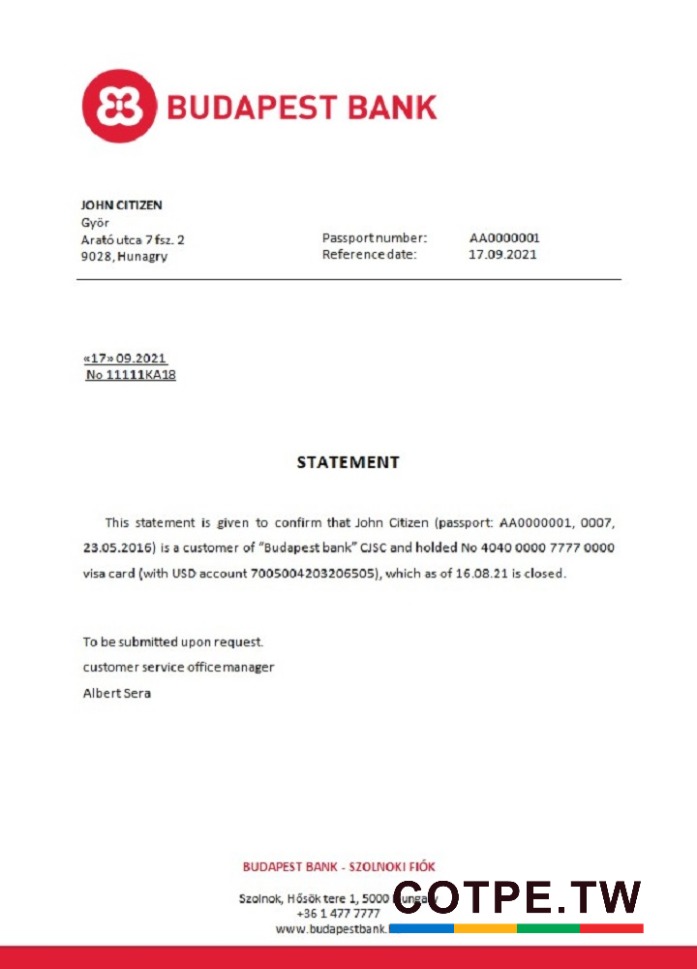 BUDAPEST BANK
JOHN CITIZEN
Györ
Arató utca 7 fsz. 2
9028, Hunagry
Passport number: AA0000001
Reference date: 17.09.2021
«17» 09.2021
No 11111KA18
STATEMENT
This statement is given to confirm that John Citizen (passport: AA0000001, 0007,
23.05.2016) is a customer of "Budapest bank" CJSC and holded No 4040 0000 7777 0000
visa card (with USD account 7005004203206505), which as of 16.08.21 is closed.
To be submitted upon request.
customer service office manager
Albert Sera
BUDAPEST BANK - SZOLNOKI FIÓK
Szolnok, Hősök tere 1, 5000
+36 1 477 7777
www.budapestbank.
COTPE.TW